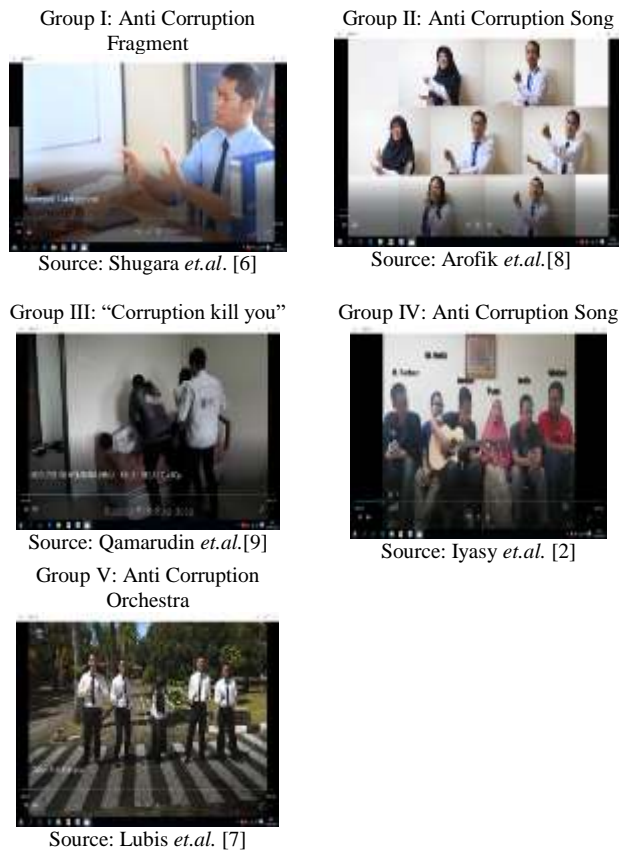 Group I: Anti Corruption
Fragment
Source: Shugara et.al. [6]
Group II: Anti Corruption Song
Source: Arofik et.al.[8]
Group III: “Corruption kill you”
Source: Qamarudin et.al.[9]
Group IV: Anti Corruption Song
Source: Iyasy et.al. [2]
Group V: Anti Corruption
Orchestra
Source: Lubis et.al. [7]